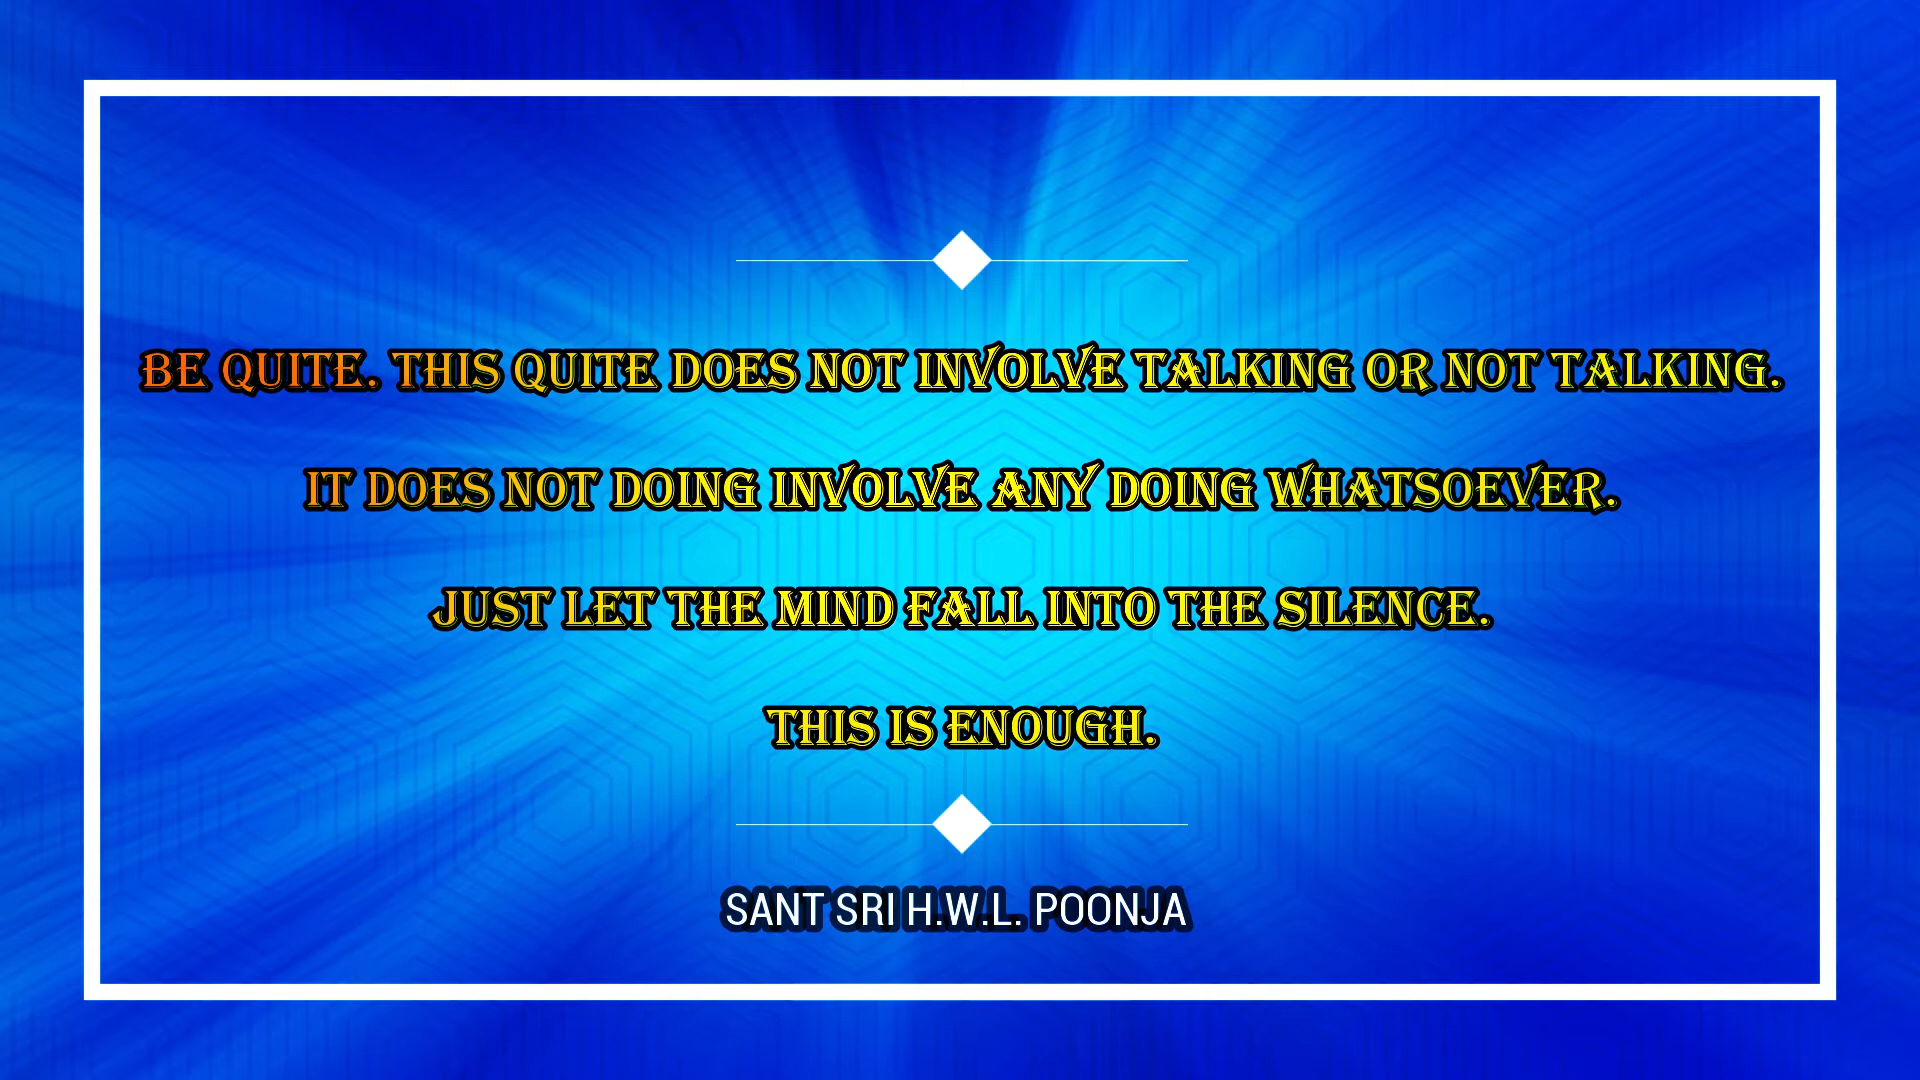 BE QUITE. THIS QUITE DOES NOT INVOLVE TALKING OR NOT TALKING.
IT DOES NOT DOING INVOLVE ANY DOING WHATSOEVER.
JUST LET THE MIND FALL INTO THE SILENCE.
THIS IS ENOUGH.
SANT SRI H.W.L. POONJA